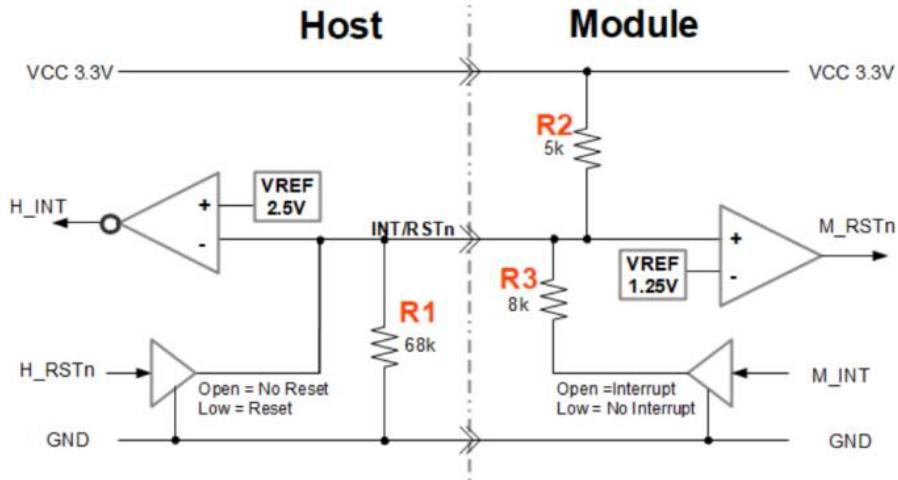 Host
Module
VCC 3.3V
VCC 3.3V
R2
5k
H_INT
+
-
VREF
2.5V
INT/RSTn
+
-
VREF
1.25V
M_RSTn
R1
68k
R3
8k
H_RSTn
Open = No Reset
Low = Reset
Open =Interrupt
Low = No Interrupt
M_INT
GND
GND